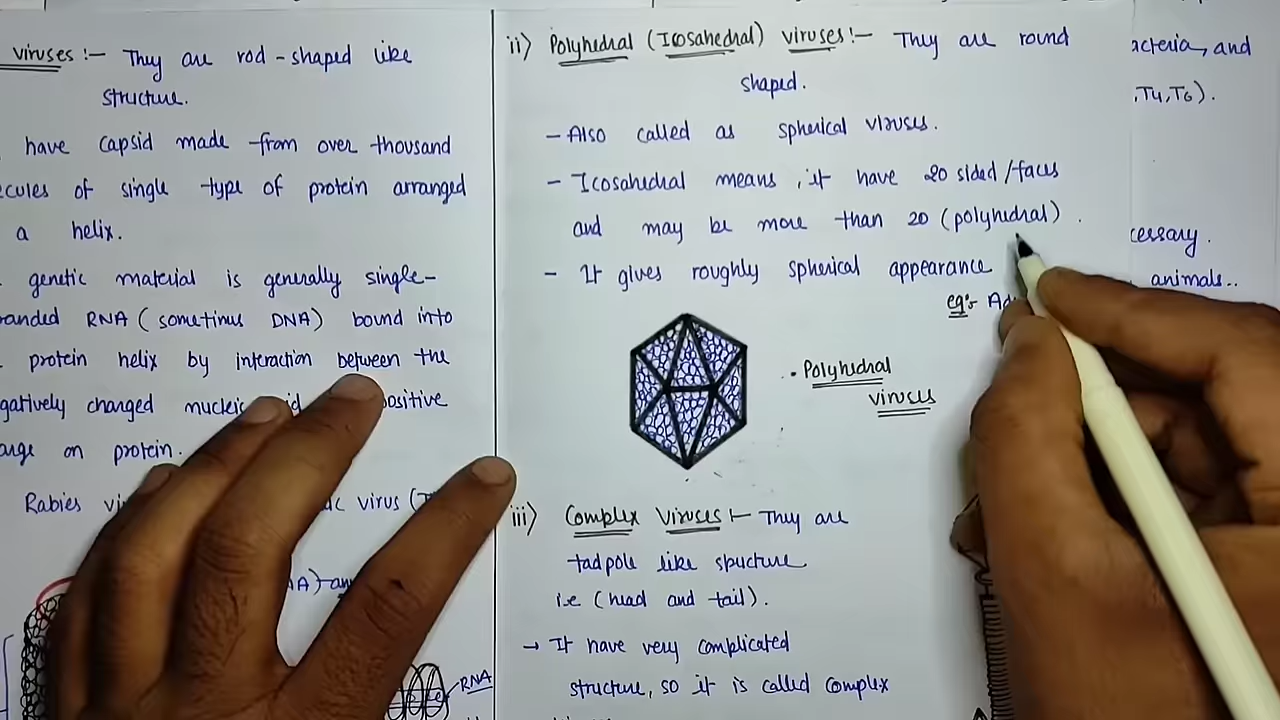 viruses :- They are rod-shaped like
structure.
have capsid made from over thousand
ecules of single type of protein arranged
a helix.
genetic material is generally single-
randed RNA (sometimes DNA) bound into
protein helix by interaction between the
gatively charged nucleic positive
arge on protein.
Rabies virus (
RNA
ii) Polyhedral (Icosahedral) viruses :- They are round
shaped.
- Also called as spherical viruses.
- Icosahedral means, it have 20 sided/faces
and may be more than 20 (polyhedral).
- It gives roughly spherical appearance
eg:- Ad
• Polyhedral
viruses
iii) Complex Viruses :- They are
tadpole like structure
i.e (head and tail).
→ It have very complicated
structure, so it is called complex
acteria, and
,T4,T6).
cessary.
animals..